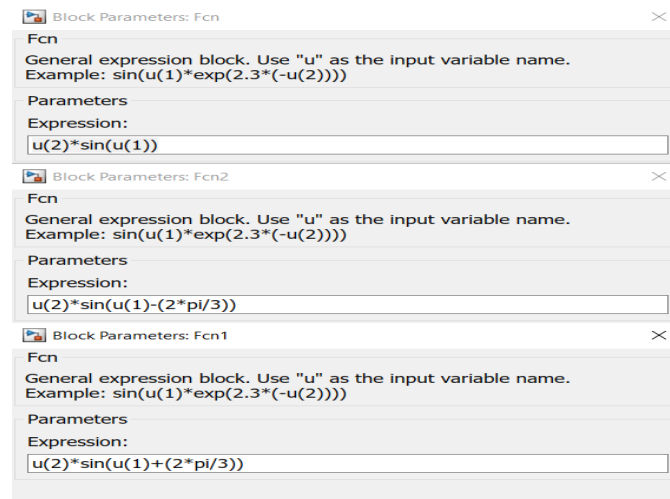 Block Parameters: Fcn
Fcn
General expression block. Use "u" as the input variable name.
Example: sin(u(1)*exp(2.3*(-u(2))))
Parameters
Expression:
u(2)*sin(u(1))
Block Parameters: Fcn2
Fcn
General expression block. Use "u" as the input variable name.
Example: sin(u(1)*exp(2.3*(-u(2))))
Parameters
Expression:
u(2)*sin(u(1)-(2*pi/3))
Block Parameters: Fcn1
Fcn
General expression block. Use "u" as the input variable name.
Example: sin(u(1)*exp(2.3*(-u(2))))
Parameters
Expression:
u(2)*sin(u(1)+(2*pi/3))